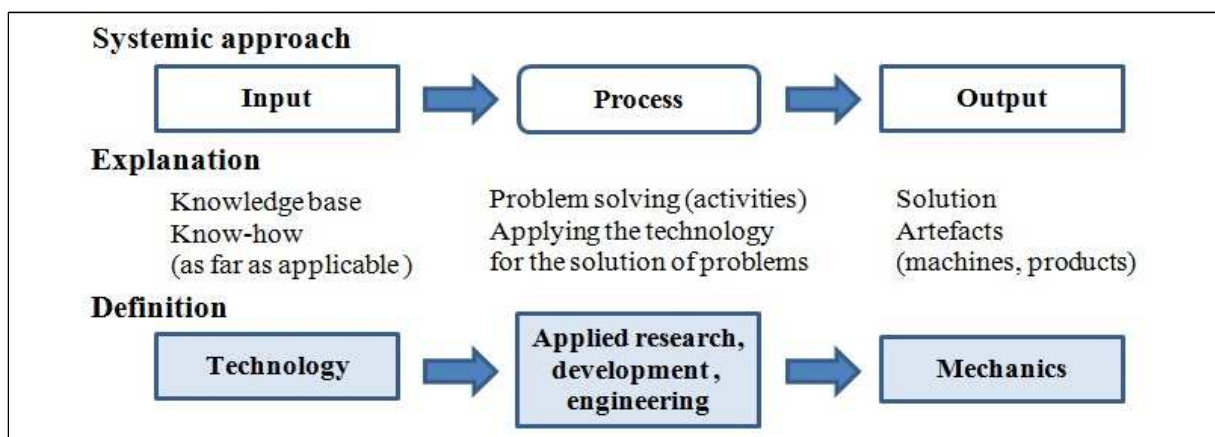 Systemic approach
Input
Process
Output
Explanation
Knowledge base
Know-how
(as far as applicable )
Problem solving (activities)
Applying the technology
for the solution of problems
Solution
Artefacts
(machines, products)
Definition
Technology
Applied research,
development ,
engineering
Mechanics